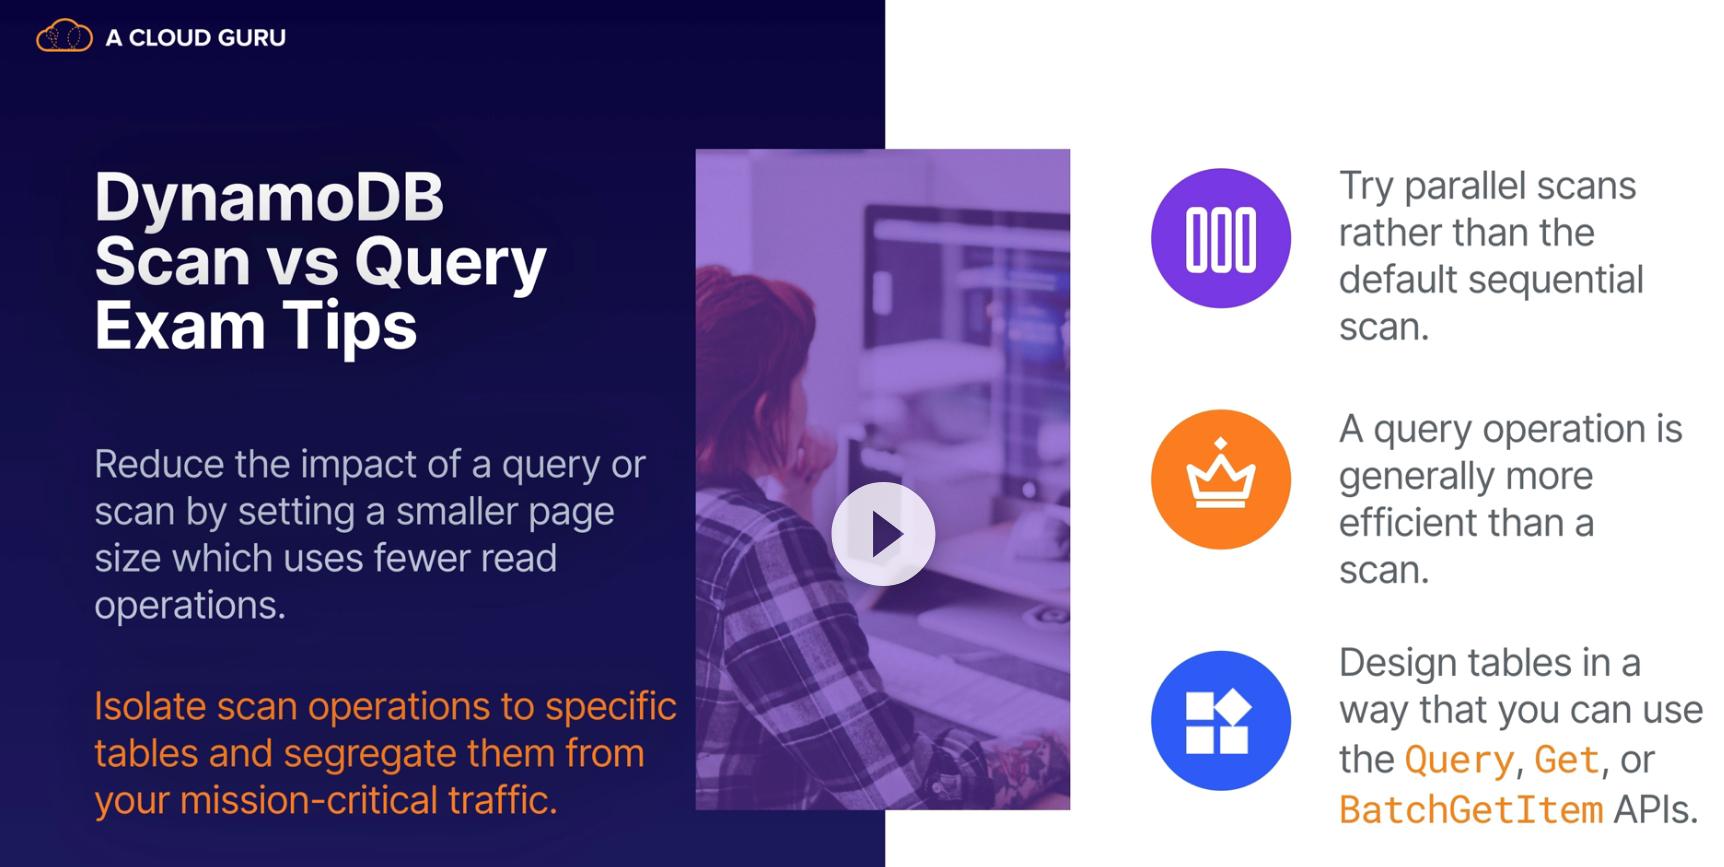 A CLOUD GURU
DynamoDB
Scan vs Query
Exam Tips
Reduce the impact of a query or
scan by setting a smaller page
size which uses fewer read
operations.
Isolate scan operations to specific
tables and segregate them from
your mission-critical traffic.
Try parallel scans
rather than the
default sequential
scan.
A query operation is
generally more
efficient than a
scan.
Design tables in a
way that you can use
the Query, Get, or
BatchGetItem APIs.